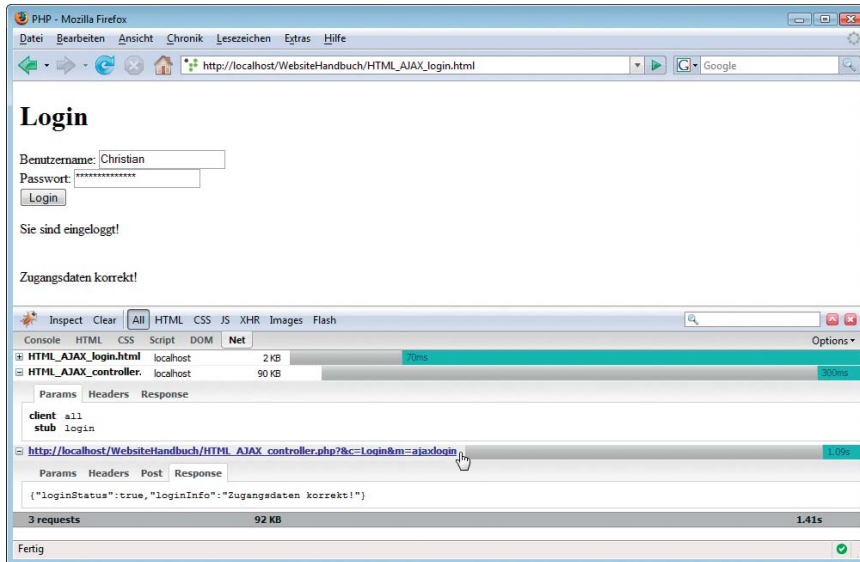 PHP - Mozilla Firefox
Datei Bearbeiten Ansicht Chronik Lesezeichen Extras Hilfe
http://localhost/WebsiteHandbuch/HTML_AJAX_login.html G Google
Login
Benutzername: Christian
Passwort: **************
Login
Sie sind eingeloggt!
Zugangsdaten korrekt!
Inspect Clear All HTML CSS JS XHR Images Flash
Console HTML CSS Script DOM Net Options
HTML_AJAX_login.html localhost 2 KB 70ms
HTML_AJAX_controller. localhost 90 KB 300ms
Params Headers Response
client all
stub login
http://localhost/WebsiteHandbuch/HTML_AJAX_controller.php?&c=Login&m=ajaxlogin 1.09s
Params Headers Post Response
{"loginStatus":true,"loginInfo":"Zugangsdaten korrekt!"}
3 requests 92 KB 1.41s
Fertig